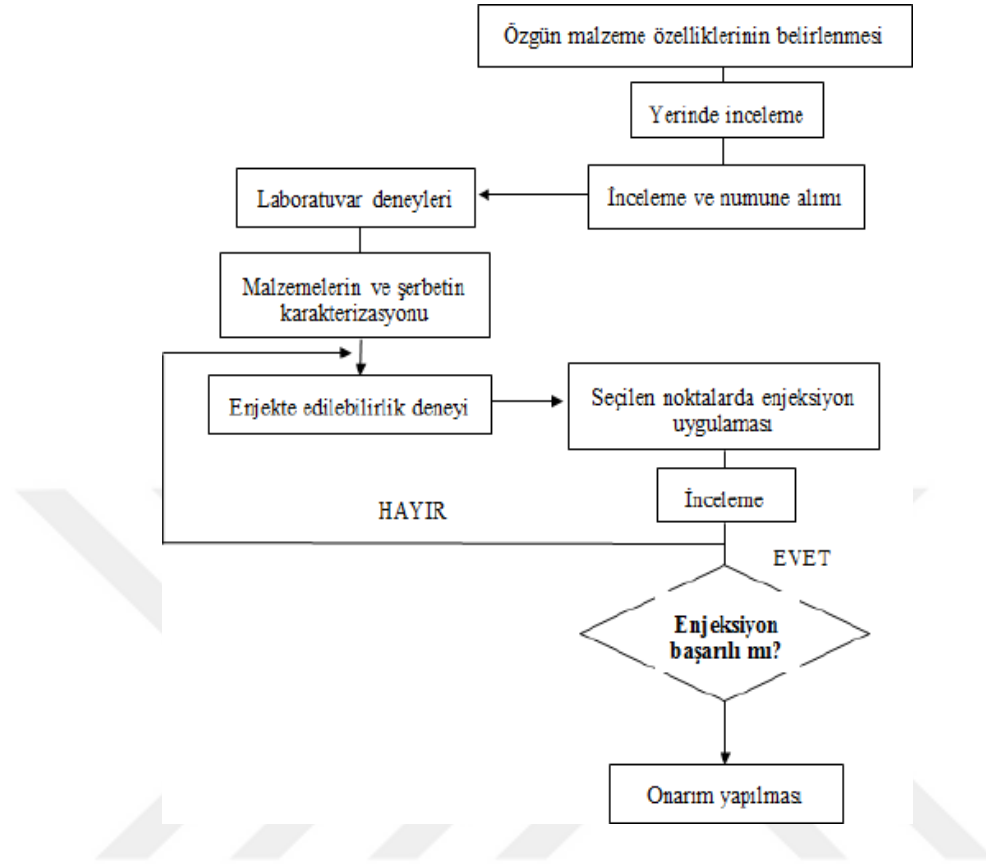 Özgün malzeme özelliklerinin belirlenmesi
Yerinde inceleme
İnceleme ve numune alımı
Laboratuvar deneyleri
Malzemelerin ve şerbetin
karakterizasyonu
Enjekte edilebilirlik deneyi
Seçilen noktalarda enjeksiyon
uygulaması
İnceleme
HAYIR
EVET
Enjeksiyon
başarılı mı?
Onarım yapılması